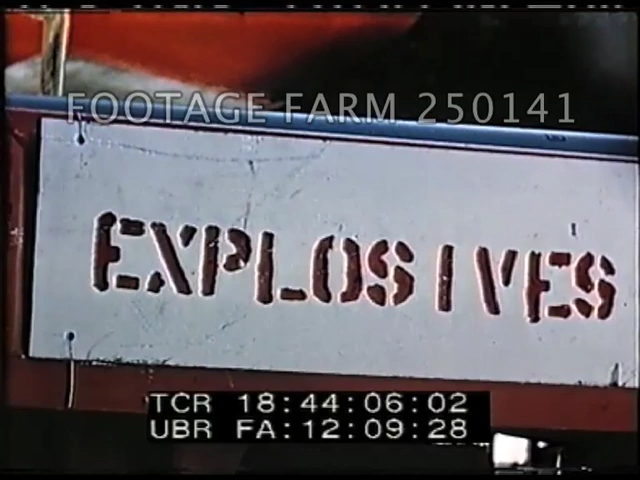 FOOTAGE FARM 250141
EXPLOSIVES
TCR 18:44:06:02
UBR FA:12:09:28